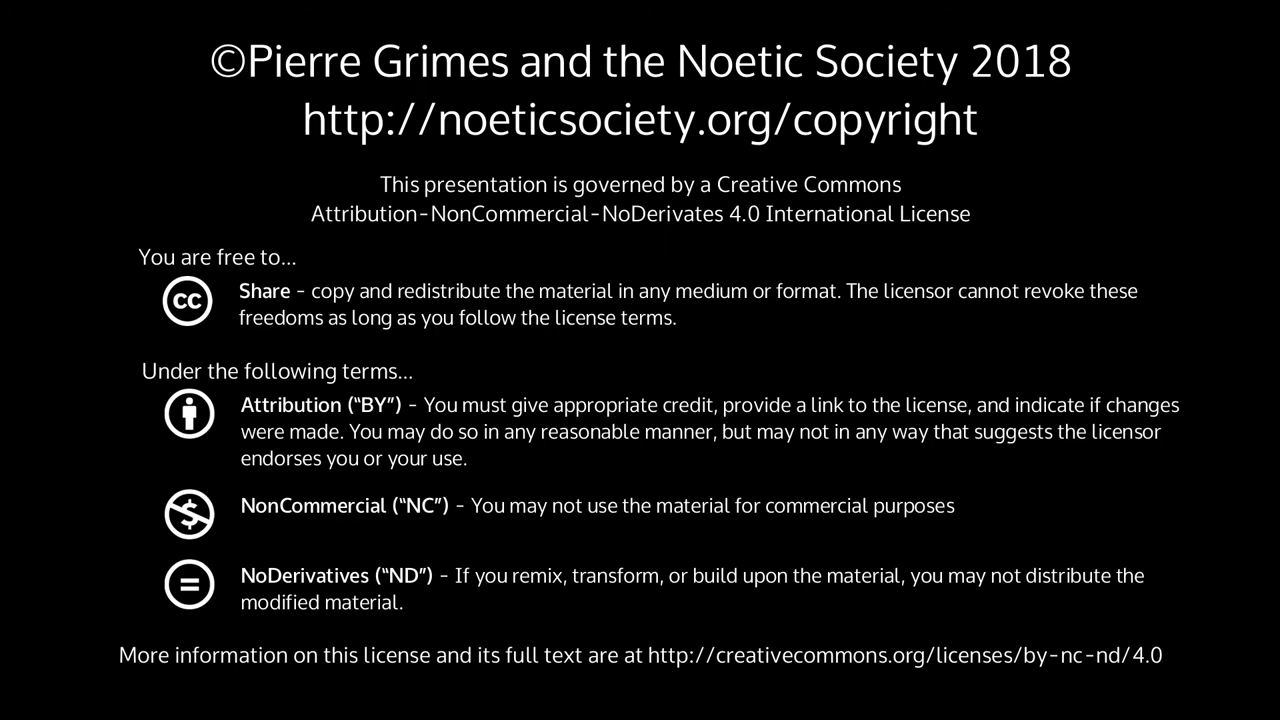 ©Pierre Grimes and the Noetic Society 2018
http://noeticsociety.org/copyright
This presentation is governed by a Creative Commons
Attribution-NonCommercial-NoDerivates 4.0 International License
You are free to...
cc
Share - copy and redistribute the material in any medium or format. The licensor cannot revoke these
freedoms as long as you follow the license terms.
Under the following terms...
Attribution (“BY”) - You must give appropriate credit, provide a link to the license, and indicate if changes
were made. You may do so in any reasonable manner, but may not in any way that suggests the licensor
endorses you or your use.
NonCommercial (“NC”) - You may not use the material for commercial purposes
NoDerivatives (“ND”) - If you remix, transform, or build upon the material, you may not distribute the
modified material.
More information on this license and its full text are at http://creativecommons.org/licenses/by-nc-nd/4.0